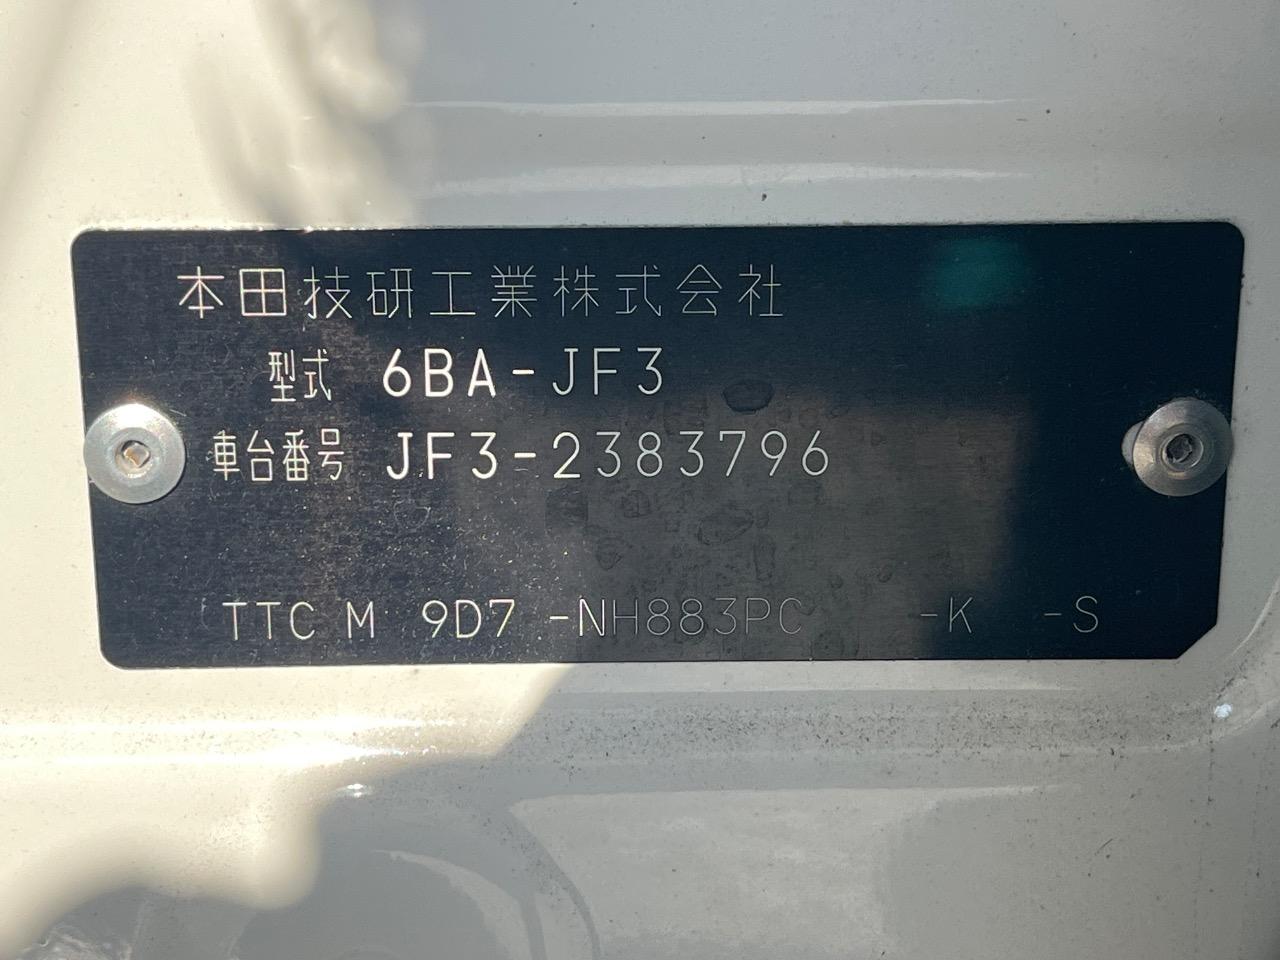 本田技研工業株式会社
型式 6BA-JF3
車台番号 JF3-2383796
TTC M 9D7 -NH883PC -K -S